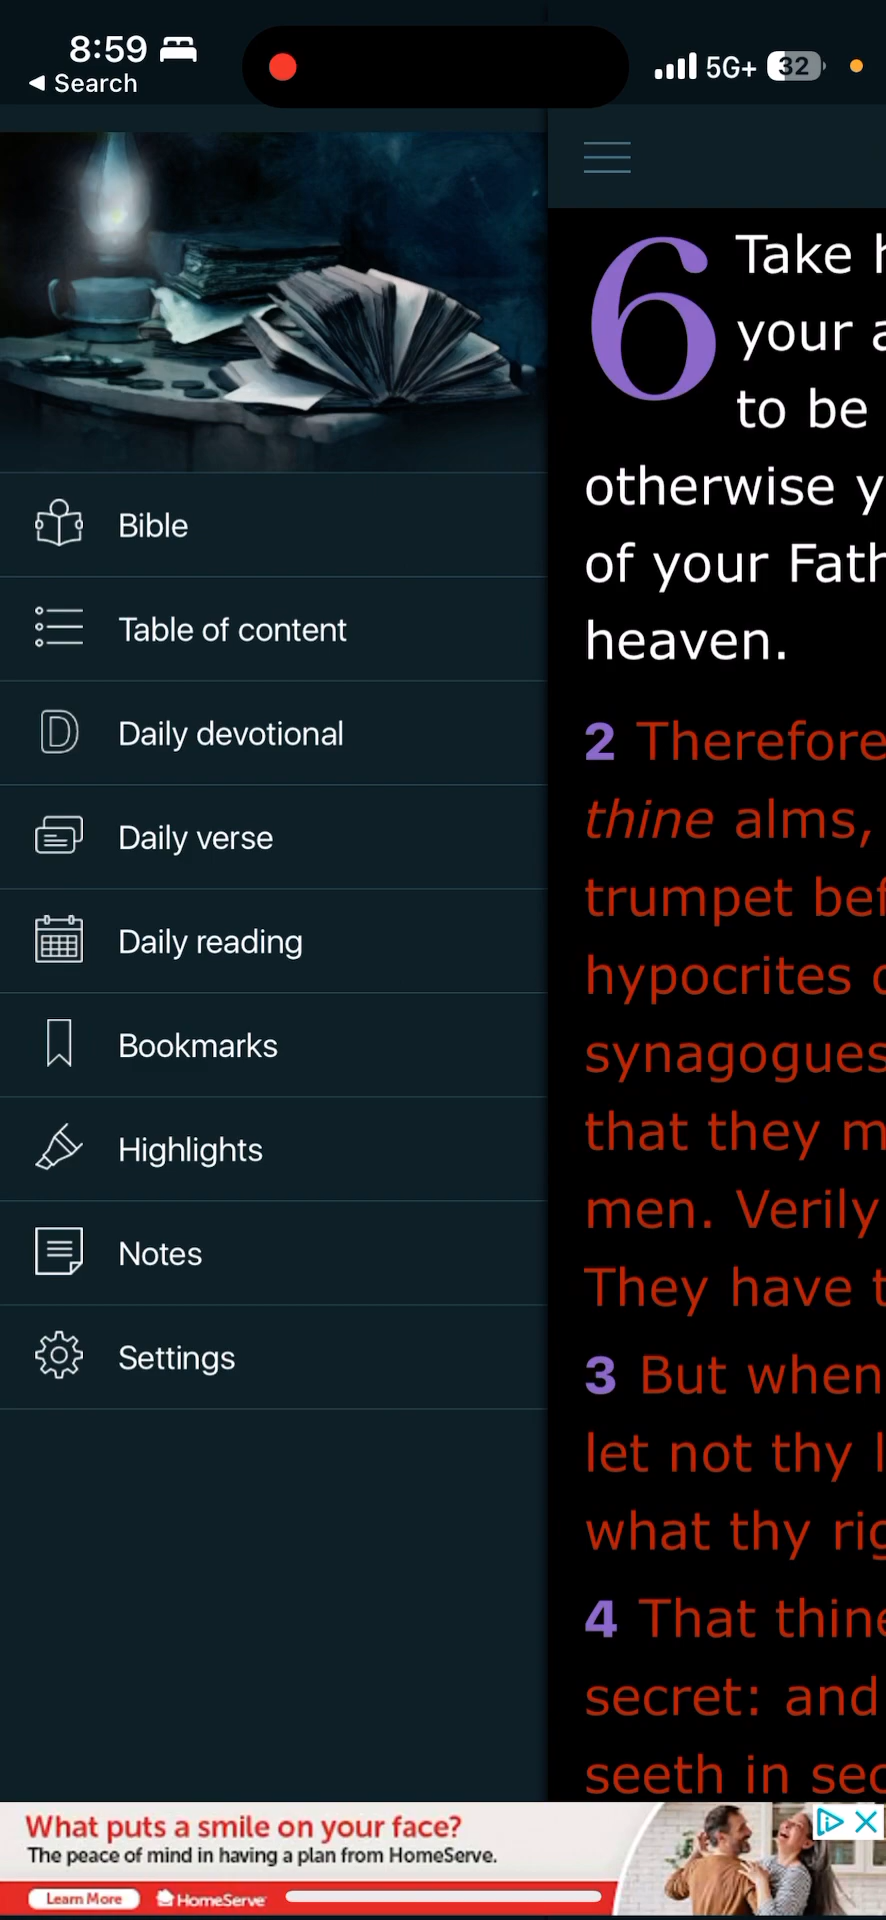 8:59
5G+ 32
◀ Search
Bible
Table of content
Daily devotional
Daily verse
Daily reading
Bookmarks
Highlights
Notes
Settings
6 Take
your
to be
otherwise
of your
heaven.
2 Therefore
thine alms,
trumpet
hypocrites
synagogues
that they
men. Verily
They have
3 But when
let not thy
what thy
4 That
secret: and
seeth in
What puts a smile on your face?
The peace of mind in having a plan from HomeServe.
Learn More HomeServe